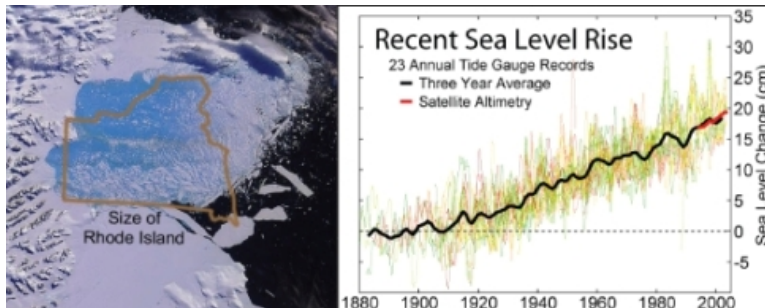 Size of
Rhode Island
Recent Sea Level Rise
23 Annual Tide Gauge Records
Three Year Average
Satellite Altimetry
35
30
25
20
15
10
5
0
-5
Sea Level Change (cm)
1880 1900 1920 1940 1960 1980 2000